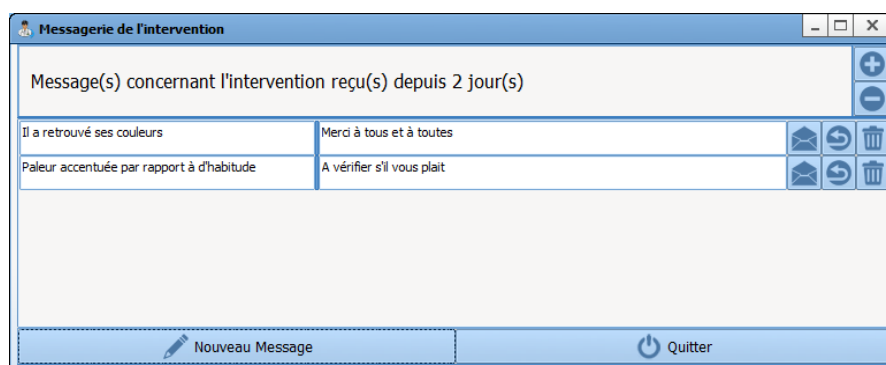 Messagerie de l'intervention
Message(s) concernant l'intervention reçu(s) depuis 2 jour(s)
Il a retrouvé ses couleurs Merci à tous et à toutes
Paleur accentuée par rapport à d'habitude A vérifier s'il vous plait
Nouveau Message Quitter